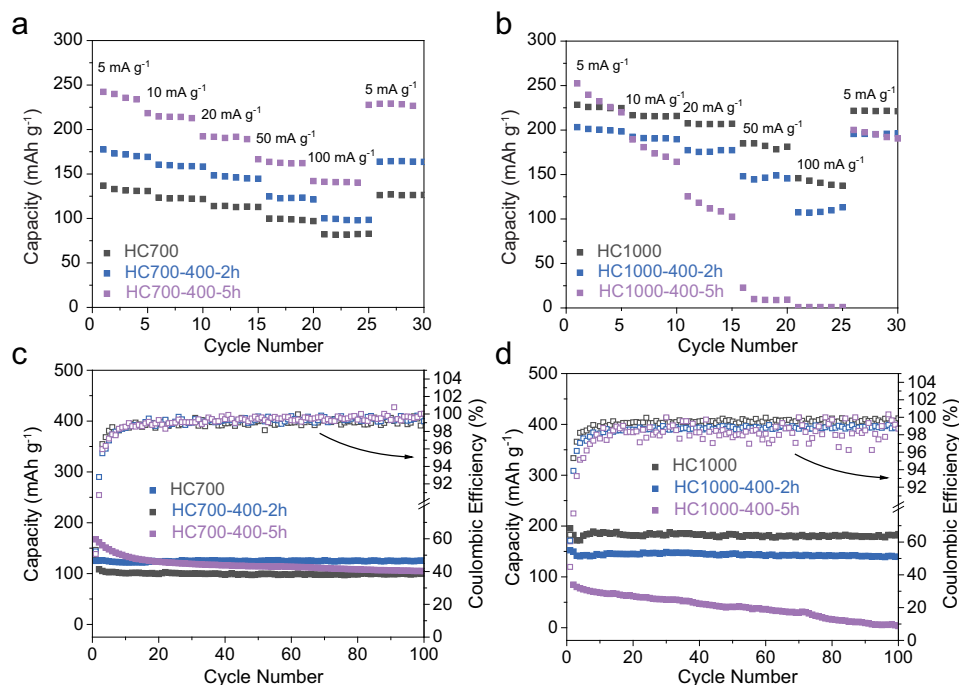 a
300
250
200
150
100
50
0
Capacity (mAh g⁻¹)
5 mA g⁻¹
10 mA g⁻¹
20 mA g⁻¹
50 mA g⁻¹
100 mA g⁻¹
5 mA g⁻¹
HC700
HC700-400-2h
HC700-400-5h
0 5 10 15 20 25 30
Cycle Number
b
300
250
200
150
100
50
0
Capacity (mAh g⁻¹)
5 mA g⁻¹
10 mA g⁻¹
20 mA g⁻¹
50 mA g⁻¹
100 mA g⁻¹
5 mA g⁻¹
HC1000
HC1000-400-2h
HC1000-400-5h
0 5 10 15 20 25 30
Cycle Number
c
500
400
300
200
100
0
Capacity (mAh g⁻¹)
HC700
HC700-400-2h
HC700-400-5h
104
102
100
98
96
94
92
60
40
20
0
Coulombic Efficiency (%)
0 20 40 60 80 100
Cycle Number
d
500
400
300
200
150
100
50
0
Capacity (mAh g⁻¹)
HC1000
HC1000-400-2h
HC1000-400-5h
104
102
100
98
96
94
92
60
40
20
0
Coulombic Efficiency (%)
0 20 40 60 80 100
Cycle Number